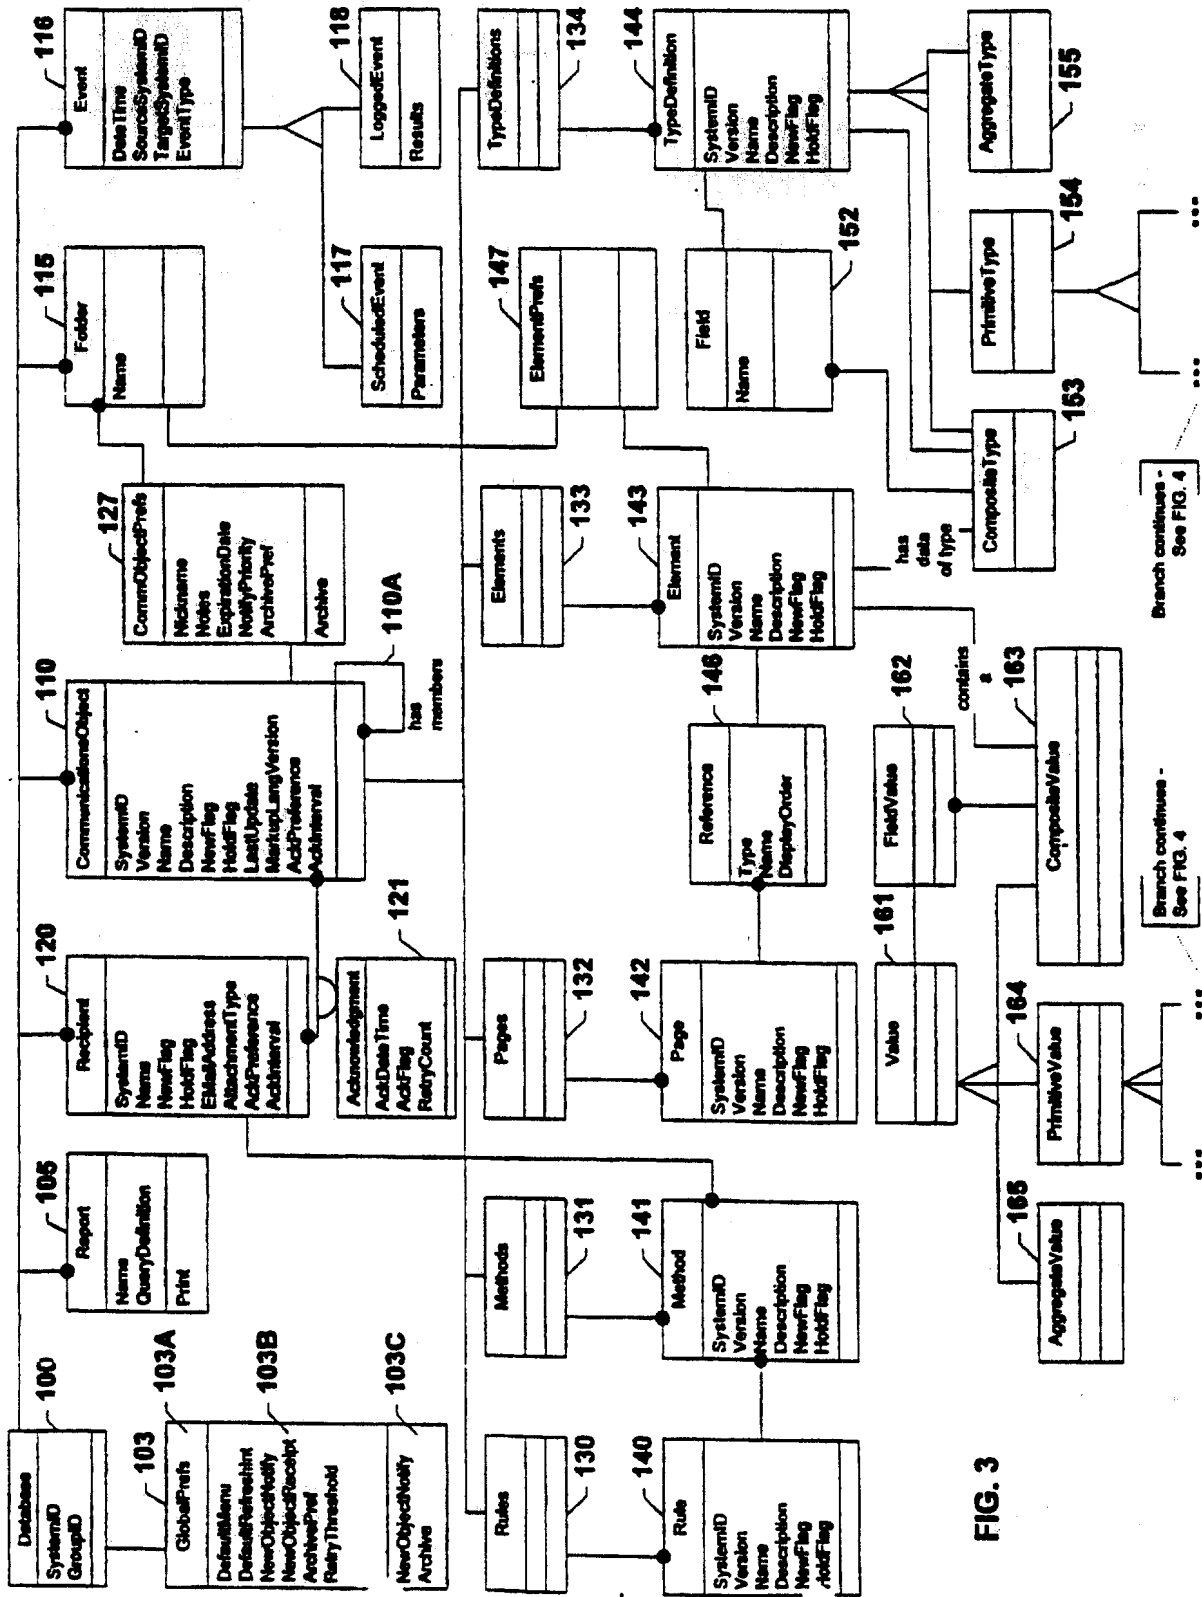 Database
SystemID
GroupID
100
GlobalPrefs
DefaultMenu
DefaultRefreshInt
NewObjectNotify
NewObjectReceipt
ArchivePref
RetryThreshold
NewObjectNotify
Archive
103
103A
103B
103C
Report
Name
QueryDefinition
Print
105
Recipient
SystemID
Name
NewFlag
HoldFlag
EMailAddress
AttachmentType
AckPreference
AckInterval
120
Acknowledgment
AckDateTime
AckFlag
RetryCount
121
CommunicationsObject
SystemID
Version
Name
Description
NewFlag
HoldFlag
LastUpdate
MarkupLangVersion
AckPreference
AckInterval
110
110A
has
members
CommObjectPrefs
Nickname
Notes
ExpirationDate
NotifyPriority
ArchivePref
Archive
127
Folder
Name
115
Event
DateTime
SourceSystemID
TargetSystemID
EventType
116
ScheduledEvent
Parameters
117
LoggedEvent
Results
118
Rules
130
Methods
131
Pages
132
Elements
133
ElementPrefs
147
TypeDefinitions
134
Rule
SystemID
Version
Name
Description
NewFlag
HoldFlag
140
Method
SystemID
Version
Name
Description
NewFlag
HoldFlag
141
Page
SystemID
Version
Name
Description
NewFlag
HoldFlag
142
Reference
Type
Name
DisplayOrder
146
Element
SystemID
Version
Name
Description
NewFlag
HoldFlag
143
Field
Name
152
TypeDefinition
SystemID
Version
Name
Description
NewFlag
HoldFlag
144
has
data
of type
contains
a
Value
161
FieldValue
162
AggregateValue
165
PrimitiveValue
164
CompositeValue
163
CompositeType
153
PrimitiveType
154
AggregateType
155
...
...
Branch continues -
See FIG. 4
...
...
Branch continues -
See FIG. 4
FIG. 3